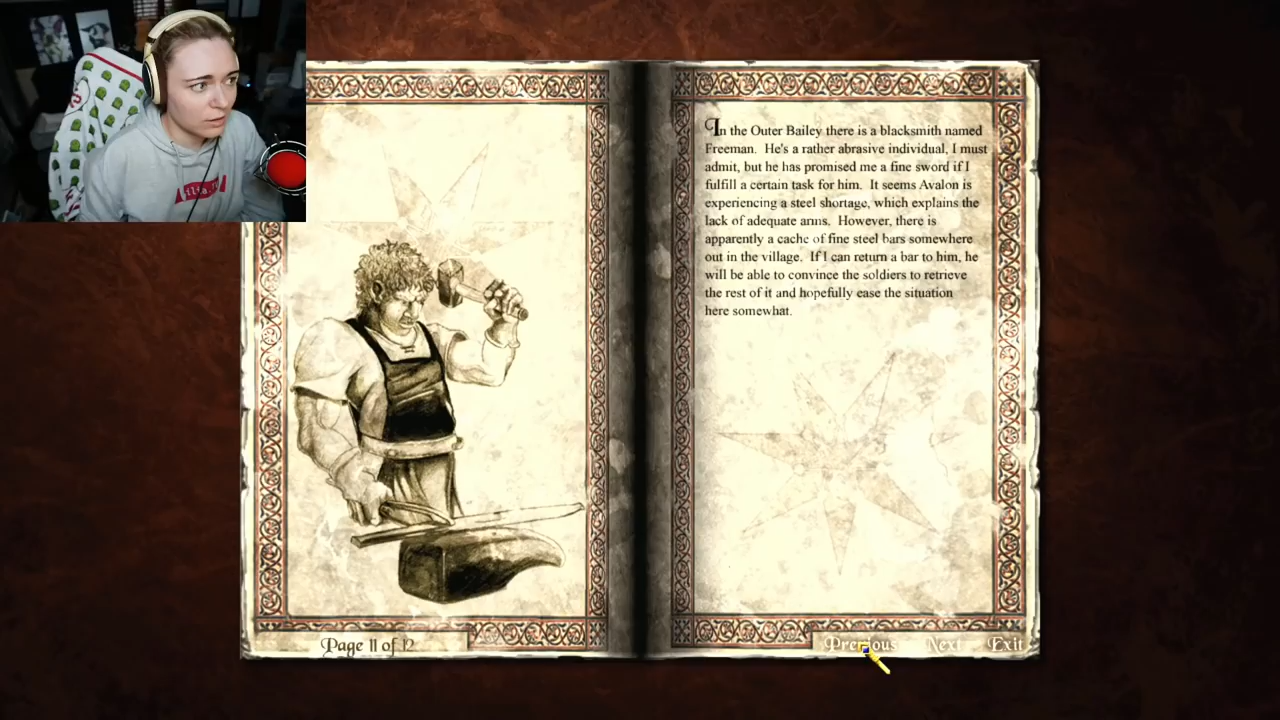 In the Outer Bailey there is a blacksmith named
Freeman. He's a rather abrasive individual, I must
admit, but he has promised me a fine sword if I
fulfill a certain task for him. It seems Avalon is
experiencing a steel shortage, which explains the
lack of adequate arms. However, there is
apparently a cache of fine steel bars somewhere
out in the village. If I can return a bar to him, he
will be able to convince the soldiers to retrieve
the rest of it and hopefully ease the situation
here somewhat.
Page 11 of 12
Previous Next Exit